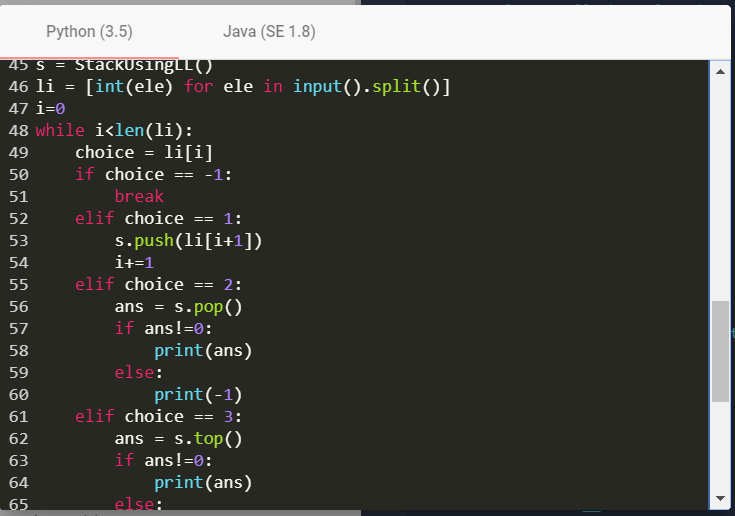 Python (3.5) Java (SE 1.8)
45 s = StackUsingLL()
46 li = [int(ele) for ele in input().split()]
47 i=0
48 while i<len(li):
49     choice = li[i]
50     if choice == -1:
51         break
52     elif choice == 1:
53         s.push(li[i+1])
54         i+=1
55     elif choice == 2:
56         ans = s.pop()
57         if ans!=0:
58             print(ans)
59         else:
60             print(-1)
61     elif choice == 3:
62         ans = s.top()
63         if ans!=0:
64             print(ans)
65         else: